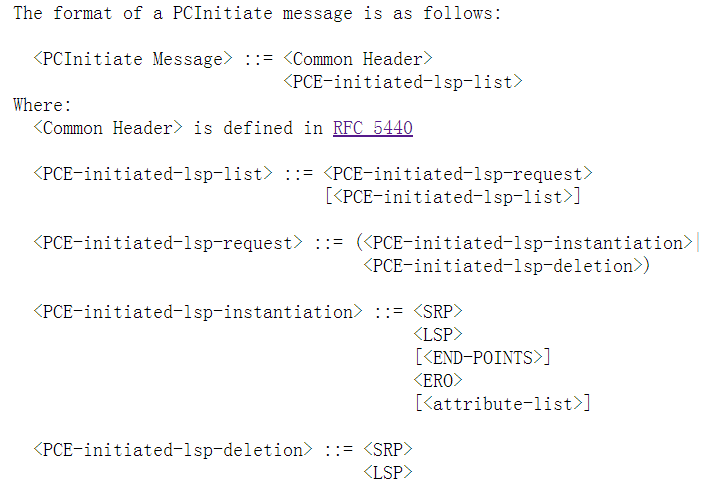 The format of a PCInitiate message is as follows:
<PCInitiate Message> ::= <Common Header>
<PCE-initiated-lsp-list>
Where:
<Common Header> is defined in RFC 5440
<PCE-initiated-lsp-list> ::= <PCE-initiated-lsp-request>
[<PCE-initiated-lsp-list>]
<PCE-initiated-lsp-request> ::= (<PCE-initiated-lsp-instantiation>|
<PCE-initiated-lsp-deletion>)
<PCE-initiated-lsp-instantiation> ::= <SRP>
<LSP>
[<END-POINTS>]
<ERO>
[<attribute-list>]
<PCE-initiated-lsp-deletion> ::= <SRP>
<LSP>